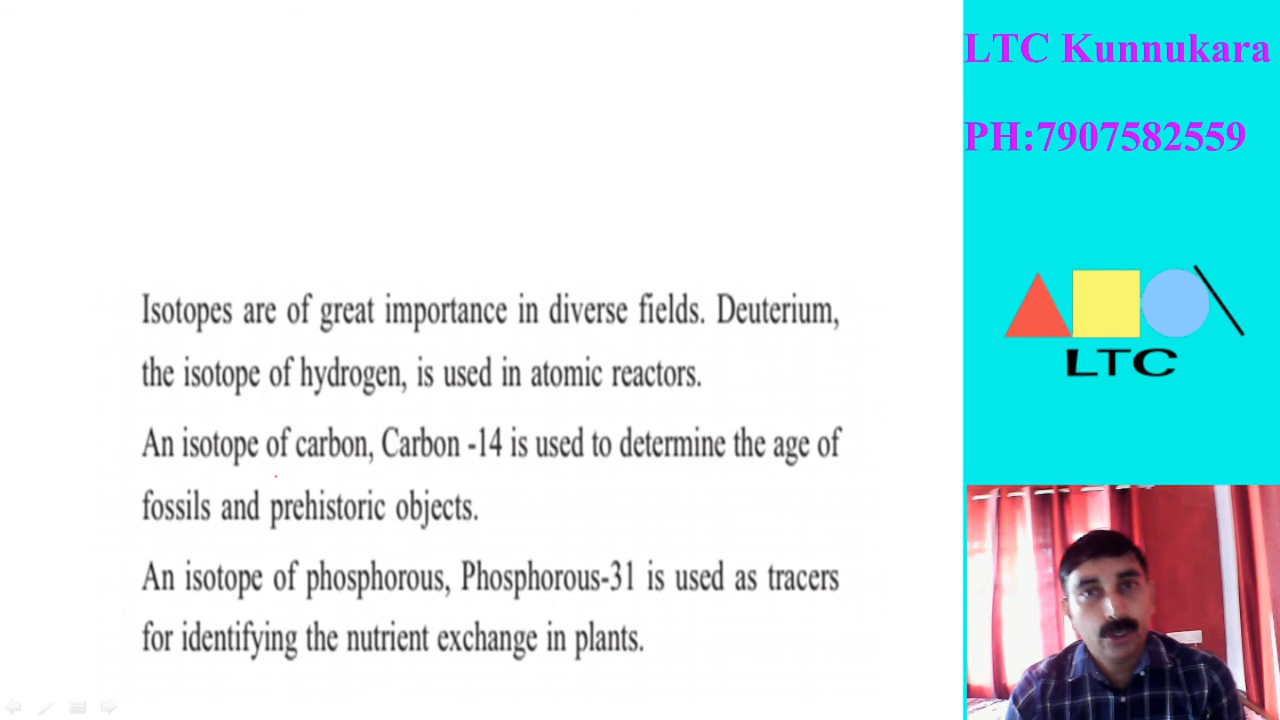 Isotopes are of great importance in diverse fields. Deuterium,
the isotope of hydrogen, is used in atomic reactors.
An isotope of carbon, Carbon -14 is used to determine the age of
fossils and prehistoric objects.
An isotope of phosphorous, Phosphorous-31 is used as tracers
for identifying the nutrient exchange in plants.
LTC Kunnukara
PH:7907582559
LTC